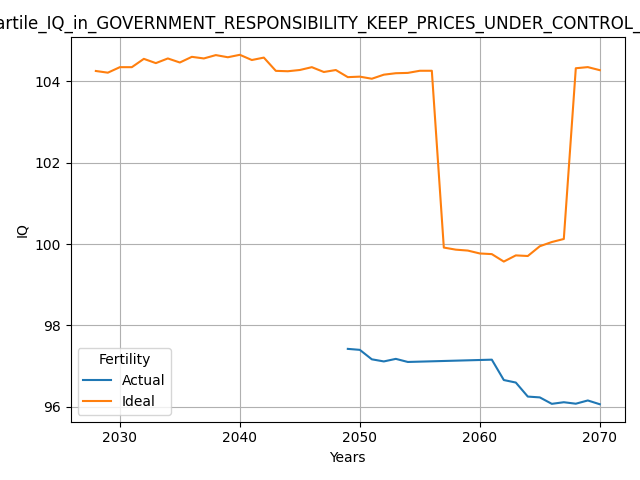 artile_IQ_in_GOVERNMENT_RESPONSIBILITY_KEEP_PRICES_UNDER_CONTROL_
104
102
100
98
96
IQ
Fertility
Actual
Ideal
2030 2040 2050 2060 2070
Years